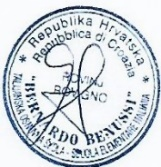 Republika Hrvatska
Repubblica di Croazia
ROVINJ
ROVIGNO
TALIJANSKA OSNOVNA ŠKOLA - SCUOLA ELEMENTARE ITALIANA
"BERNARDO BENUSSI"